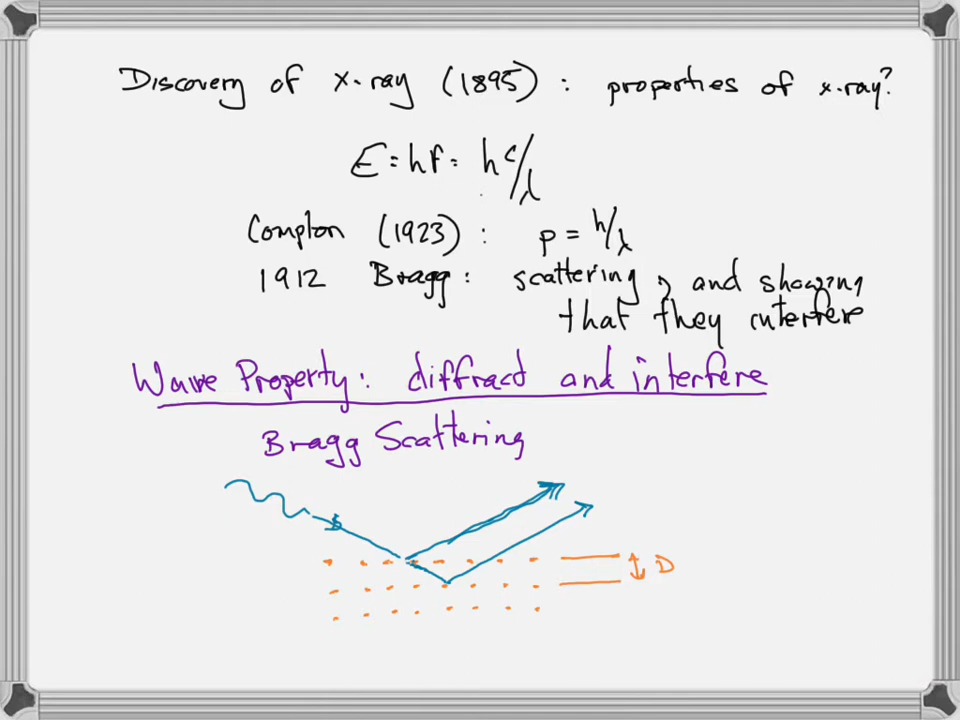 Discovery of x-ray (1895) : properties of x-ray?
E = hf = hc/λ
Compton (1923) : p = h/λ
1912 Bragg : scattering, and showing
that they interfere
Wave Property: diffract and interfere
Bragg Scattering
D